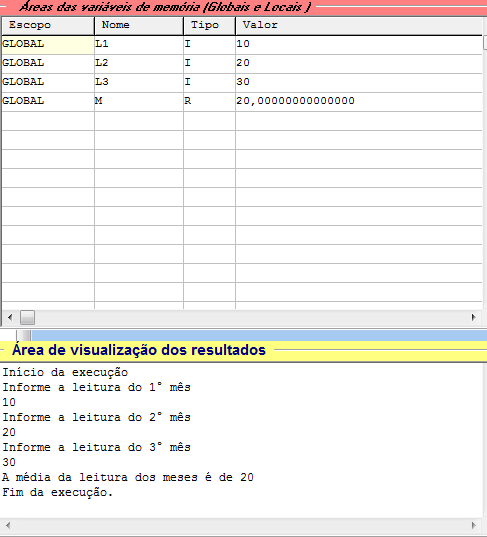 Áreas das variáveis de memória (Globais e Locais )
Escopo Nome Tipo Valor
GLOBAL L1 I 10
GLOBAL L2 I 20
GLOBAL L3 I 30
GLOBAL M R 20,00000000000000
Área de visualização dos resultados
Início da execução
Informe a leitura do 1° mês
10
Informe a leitura do 2° mês
20
Informe a leitura do 3° mês
30
A média da leitura dos meses é de 20
Fim da execução.